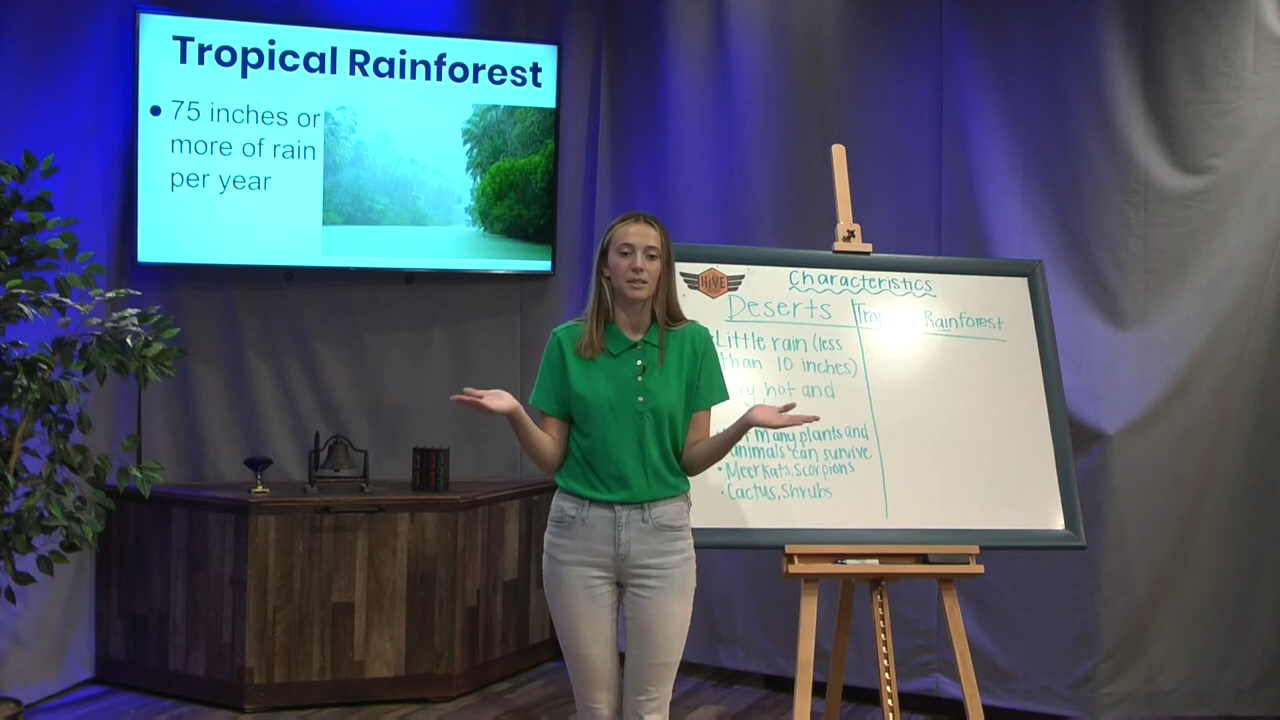 Tropical Rainforest
• 75 inches or
more of rain
per year
HIVE
Characteristics
Deserts
Rainforest
Little rain (less
than 10 inches)
hot and
many plants and
animals can survive
• Meerkats, Scorpions
• Cactus, Shrubs